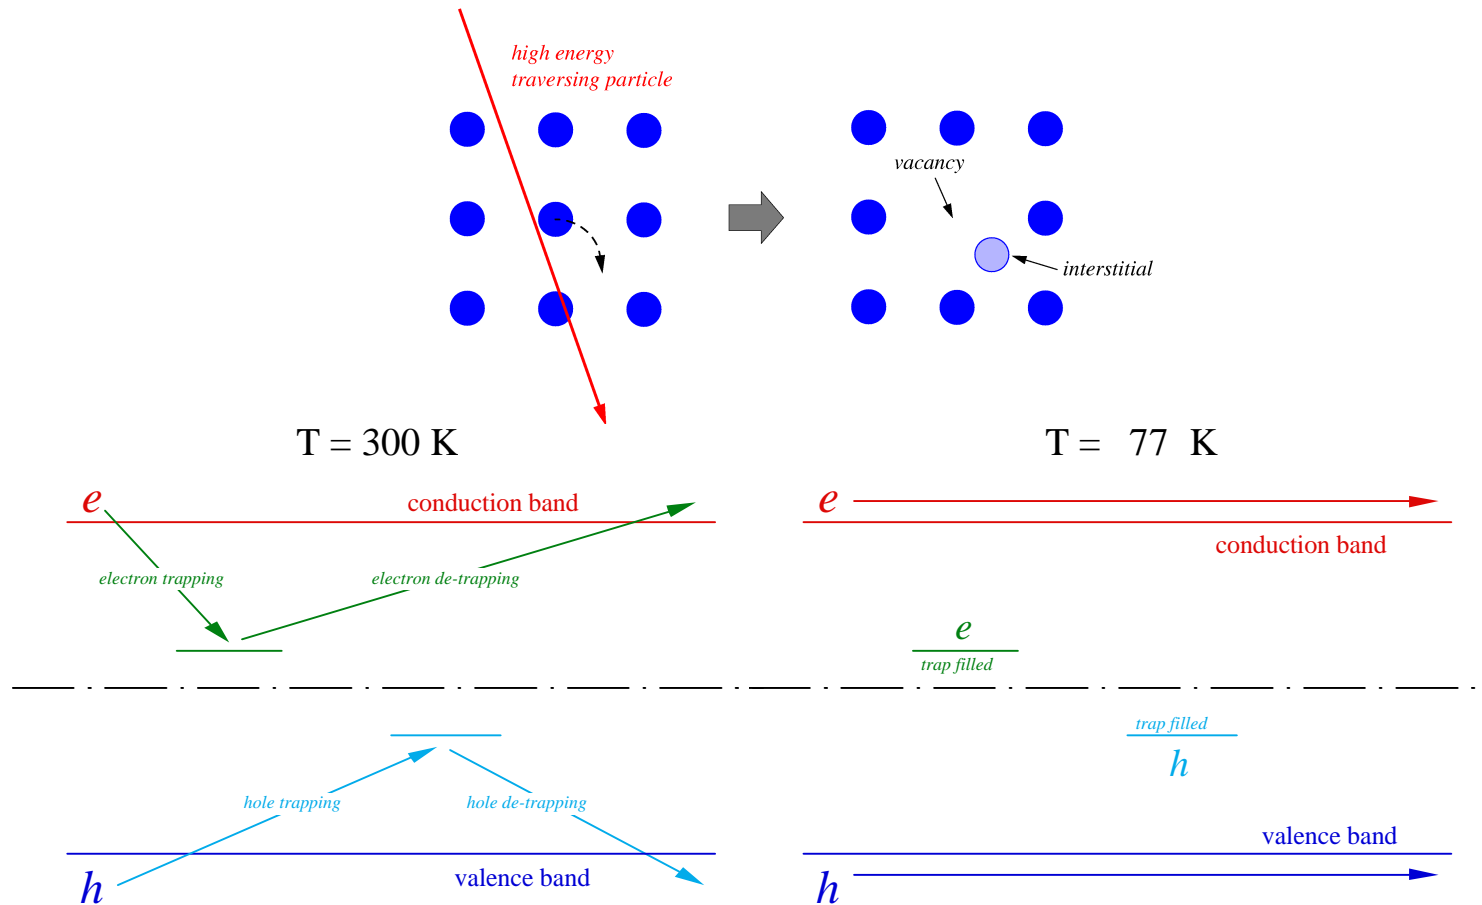 high energy
traversing particle
vacancy
interstitial
T = 300 K
T = 77 K
e
conduction band
electron trapping
electron de-trapping
hole trapping
hole de-trapping
h
valence band
e
conduction band
e
trap filled
trap filled
h
valence band
h